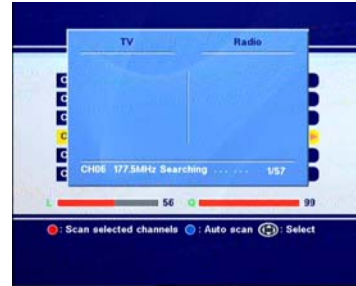 TV Radio
C
C
C
C
C
C
CH06 177.5MHz Searching ... ... 1/57
L 56 Q 99
: Scan selected channels : Auto scan : Select